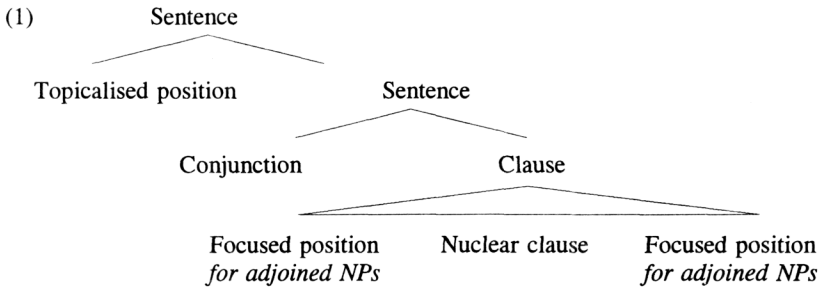 (1) Sentence
Topicalised position Sentence
Conjunction Clause
Focused position Nuclear clause Focused position
for adjoined NPs for adjoined NPs